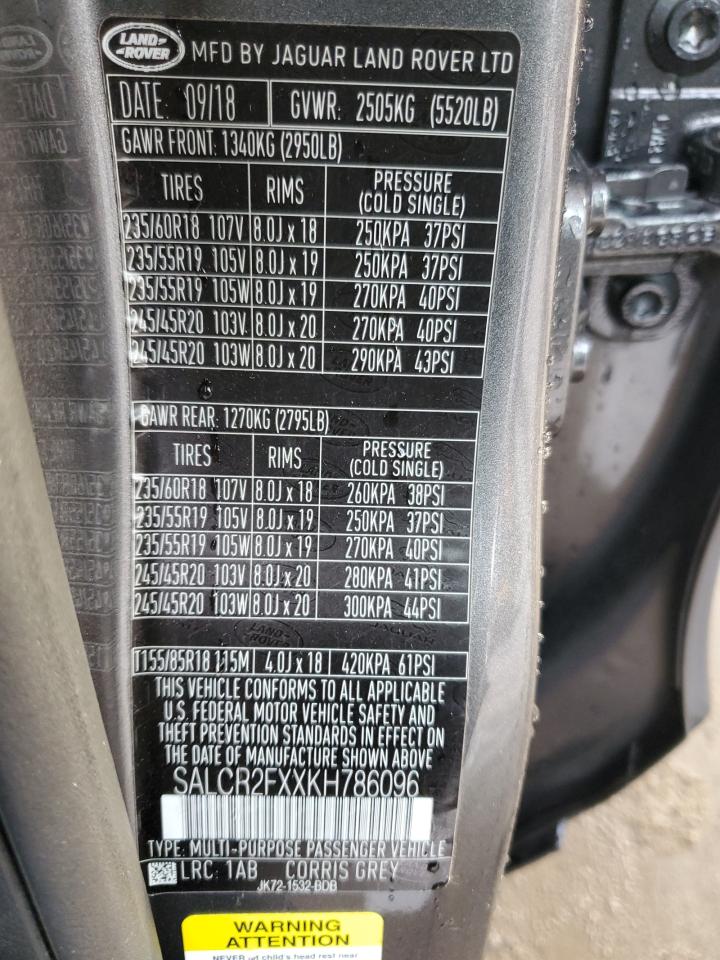 LAND ROVER MFD BY JAGUAR LAND ROVER LTD
DATE: 09/18 GVWR: 2505KG (5520LB)
GAWR FRONT: 1340KG (2950LB)
TIRES RIMS PRESSURE (COLD SINGLE)
235/60R18 107V 8.0J x 18 250KPA 37PSI
235/55R19 105V 8.0J x 19 250KPA 37PSI
235/55R19 105W 8.0J x 19 270KPA 40PSI
245/45R20 103V 8.0J x 20 270KPA 40PSI
245/45R20 103W 8.0J x 20 290KPA 43PSI
GAWR REAR: 1270KG (2795LB)
TIRES RIMS PRESSURE (COLD SINGLE)
235/60R18 107V 8.0J x 18 260KPA 38PSI
235/55R19 105V 8.0J x 19 250KPA 37PSI
235/55R19 105W 8.0J x 19 270KPA 40PSI
245/45R20 103V 8.0J x 20 280KPA 41PSI
245/45R20 103W 8.0J x 20 300KPA 44PSI
T155/85R18 115M 4.0J x 18 420KPA 61PSI
THIS VEHICLE CONFORMS TO ALL APPLICABLE
U.S. FEDERAL MOTOR VEHICLE SAFETY AND
THEFT PREVENTION STANDARDS IN EFFECT ON
THE DATE OF MANUFACTURE SHOWN ABOVE
SALCR2FXXKH786096
TYPE: MULTI-PURPOSE PASSENGER VEHICLE
LRC: 1AB CORRIS GREY
JK72-1532-BDB
WARNING
ATTENTION
NEVER let child's head rest near